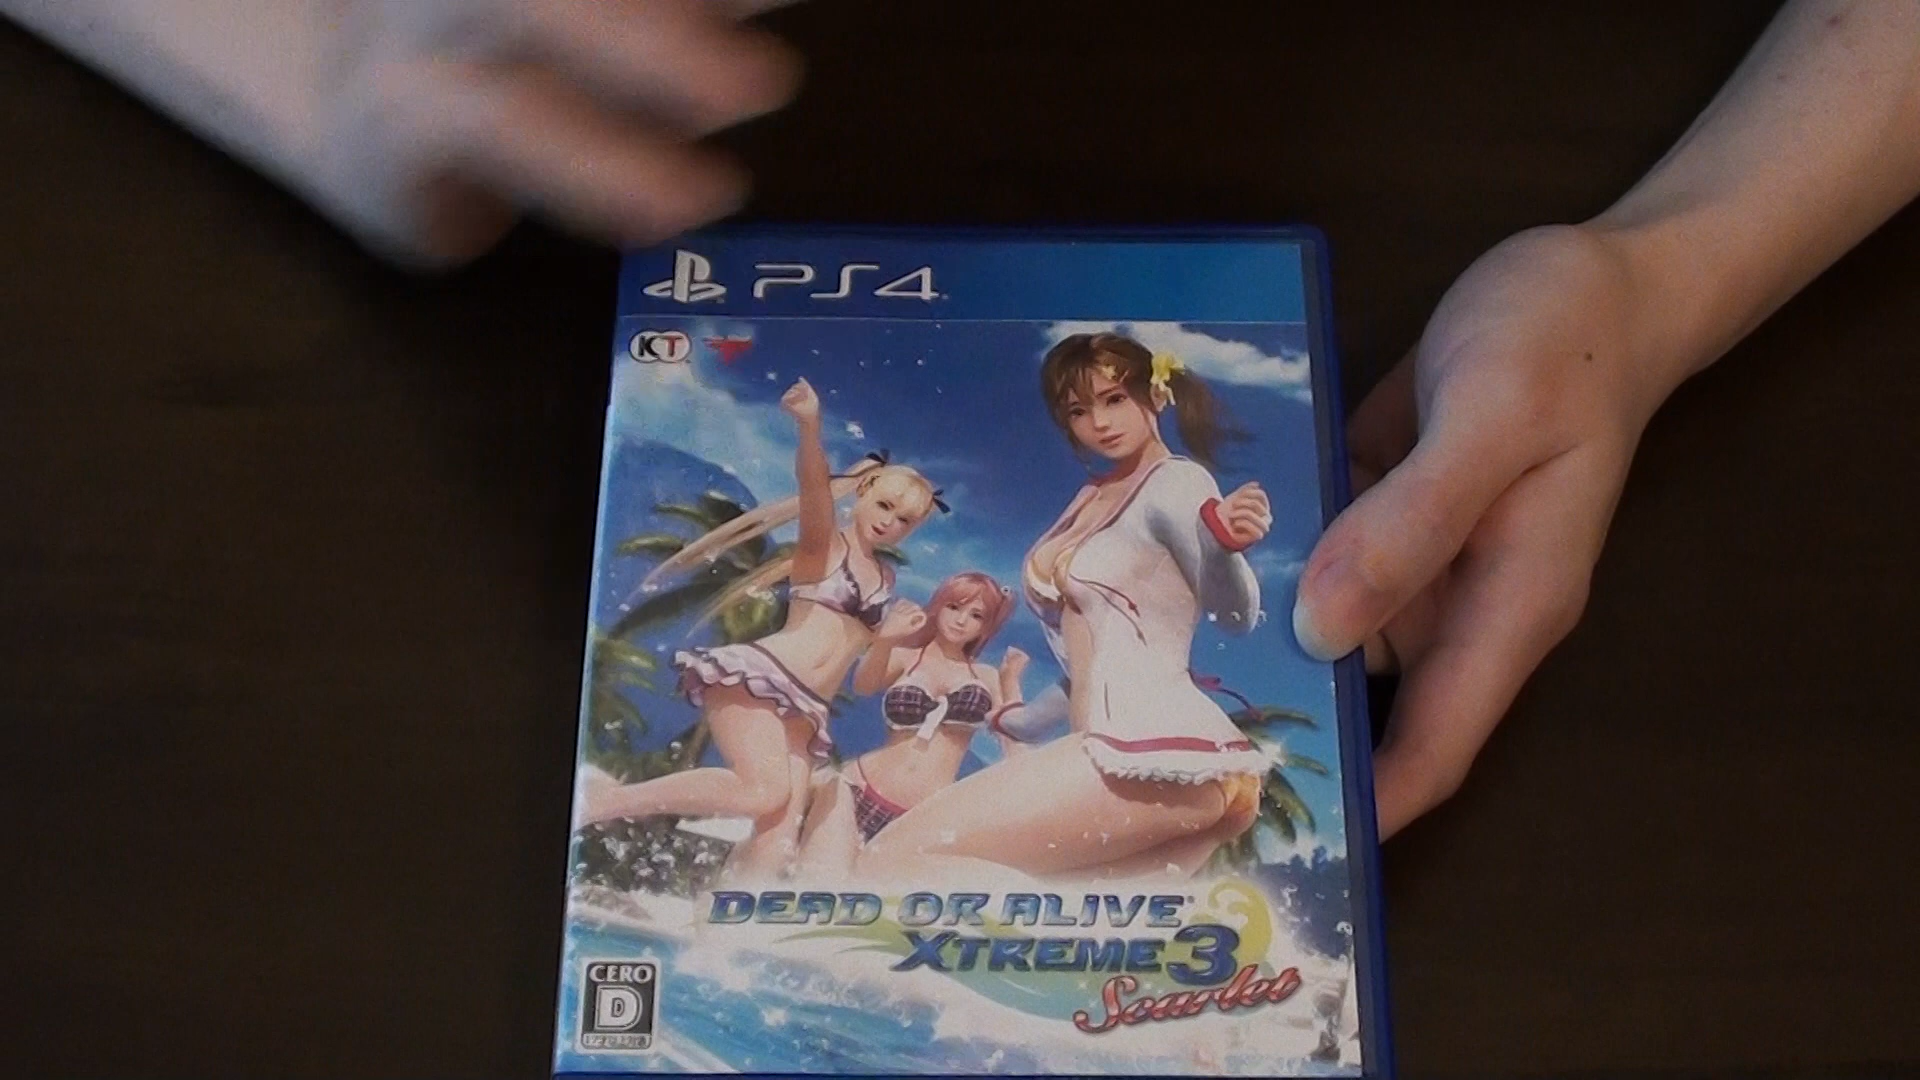 PS4
KT
DEAD OR ALIVE
XTREME 3
Scarlet
CERO
D